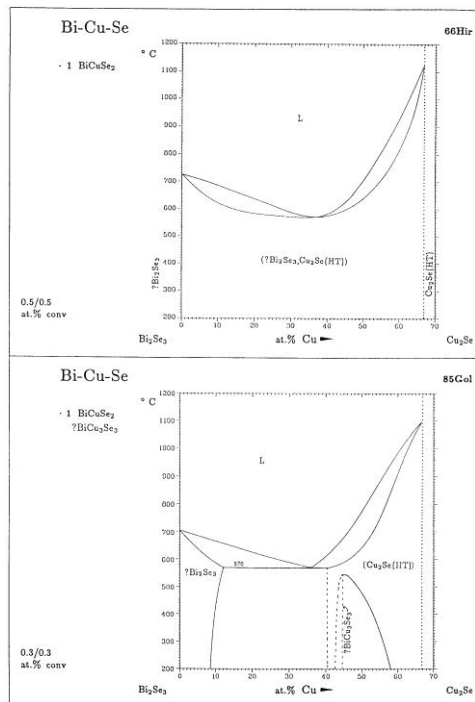 Bi-Cu-Se
66Hir
· 1 BiCuSe₂
° C
1200
1100
1000
900
800
700
600
500
400
300
200
L
(?Bi₂Se₃,Cu₂Se(HT))
?Bi₂Se₃
Cu₂Se(HT)
0.5/0.5
at.% conv
0 10 20 30 40 50 60 70
Bi₂Se₃ at.% Cu Cu₂Se
Bi-Cu-Se
85Gol
· 1 BiCuSe₂
?BiCu₃Se₃
° C
1200
1100
1000
900
800
700
600
500
400
300
200
L
570
?Bi₂Se₃
(Cu₂Se(HT))
?BiCu₃Se₃
0.3/0.3
at.% conv
0 10 20 30 40 50 60 70
Bi₂Se₃ at.% Cu Cu₂Se